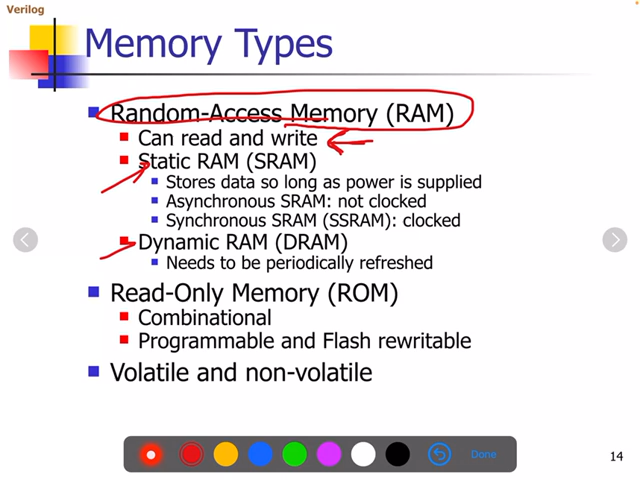 Verilog
Memory Types
Random-Access Memory (RAM)
Can read and write
Static RAM (SRAM)
Stores data so long as power is supplied
Asynchronous SRAM: not clocked
Synchronous SRAM (SSRAM): clocked
Dynamic RAM (DRAM)
Needs to be periodically refreshed
Read-Only Memory (ROM)
Combinational
Programmable and Flash rewritable
Volatile and non-volatile
Done
14